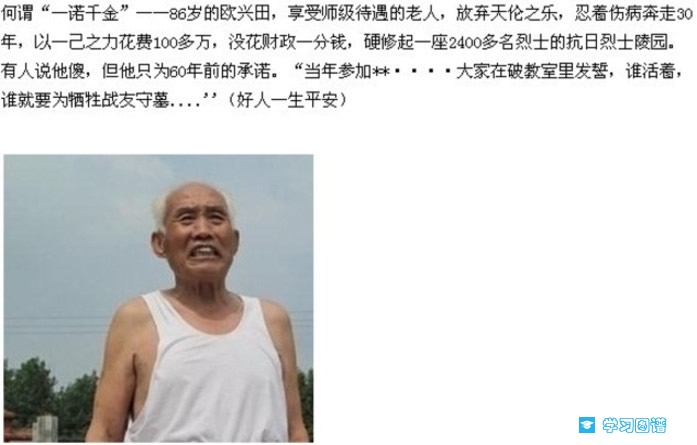 何谓“一诺千金”——86岁的欧兴田，享受师级待遇的老人，放弃天伦之乐，忍着伤病奔走30
年，以一己之力花费100多万，没花财政一分钱，硬修起一座2400多名烈士的抗日烈士陵园。
有人说他傻，但他只为60年前的承诺。“当年参加**····大家在破教室里发誓，谁活着，
谁就要为牺牲战友守墓....’’（好人一生平安）
学习图谱